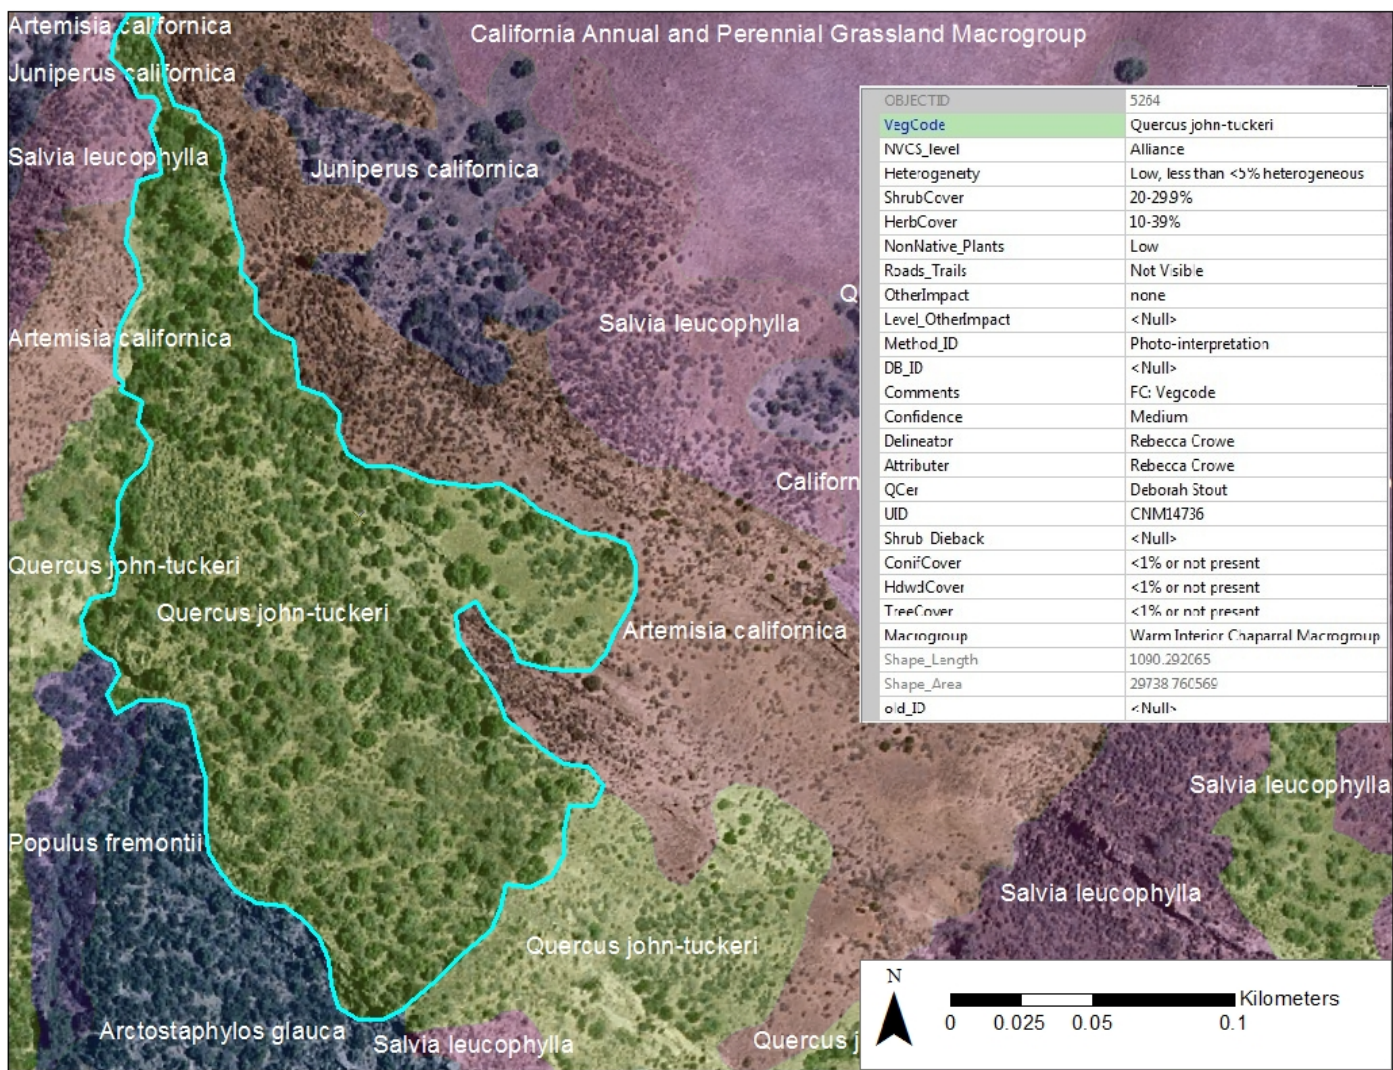 Artemisia californica
California Annual and Perennial Grassland Macrogroup
Juniperus californica
Salvia leucophylla
Juniperus californica
Q
Salvia leucophylla
Artemisia californica
Californ
Quercus john-tuckeri
Quercus john-tuckeri
Artemisia californica
Salvia leucophylla
Populus fremontii
Salvia leucophylla
Quercus john-tuckeri
Arctostaphylos glauca
Salvia leucophylla
Quercus j
OBJECTID 5264
VegCode Quercus john-tuckeri
NVCS_level Alliance
Heterogeneity Low, less than <5% heterogeneous
ShrubCover 20-29.9%
HerbCover 10-39%
NonNative_Plants Low
Roads_Trails Not Visible
OtherImpact none
Level_OtherImpact <Null>
Method_ID Photo-interpretation
DB_ID <Null>
Comments FC: Vegcode
Confidence Medium
Delineator Rebecca Crowe
Attributer Rebecca Crowe
QCer Deborah Stout
UID CNM14736
Shrub_Dieback <Null>
ConifCover <1% or not present
HdwdCover <1% or not present
TreeCover <1% or not present
Macrogroup Warm Interior Chaparral Macrogroup
Shape_Length 1090.292065
Shape_Area 29738.760569
old_ID <Null>
N
Kilometers
0 0.025 0.05 0.1